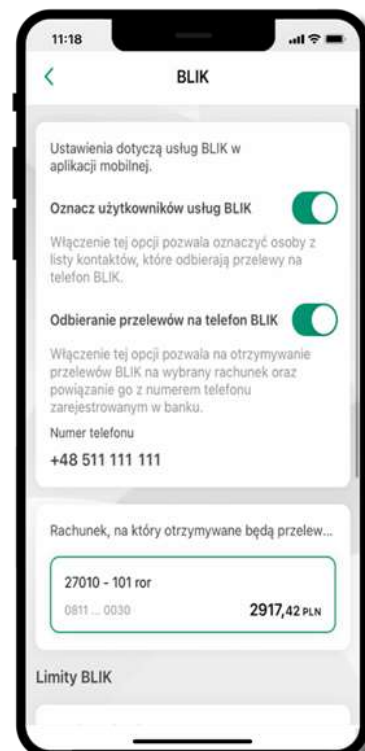 11:18
BLIK
Ustawienia dotyczą usług BLIK w
aplikacji mobilnej.
Oznacz użytkowników usług BLIK
Włączenie tej opcji pozwala oznaczyć osoby z
listy kontaktów, które odbierają przelewy na
telefon BLIK.
Odbieranie przelewów na telefon BLIK
Włączenie tej opcji pozwala na otrzymywanie
przelewów BLIK na wybrany rachunek oraz
powiązanie go z numerem telefonu
zarejestrowanym w banku.
Numer telefonu
+48 511 111 111
Rachunek, na który otrzymywane będą przelew...
27010 - 101 ror
0811 ... 0030 2917,42 PLN
Limity BLIK